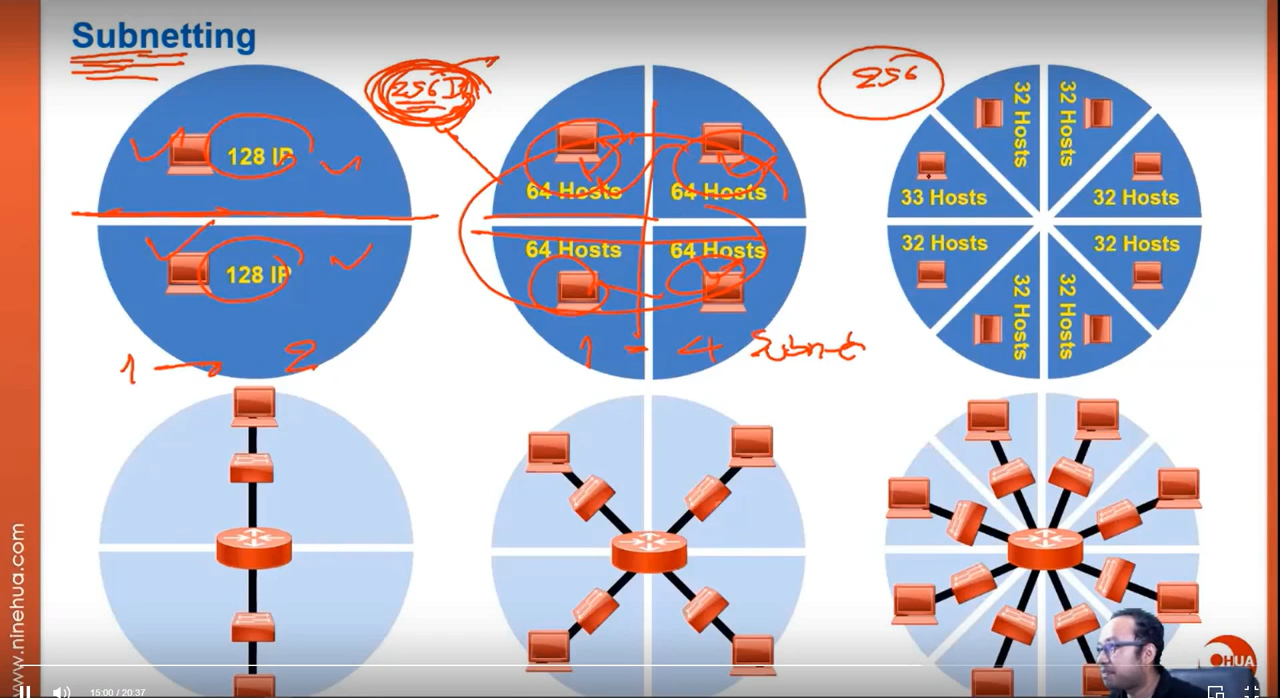 Subnetting
128 IP
128 IP
1 → 2
256 IP
64 Hosts
64 Hosts
64 Hosts
64 Hosts
1 - 4 Subnet
256
32 Hosts
32 Hosts
33 Hosts
32 Hosts
32 Hosts
32 Hosts
32 Hosts
32 Hosts
www.ninehua.com
OHUA
15:00 / 20:37